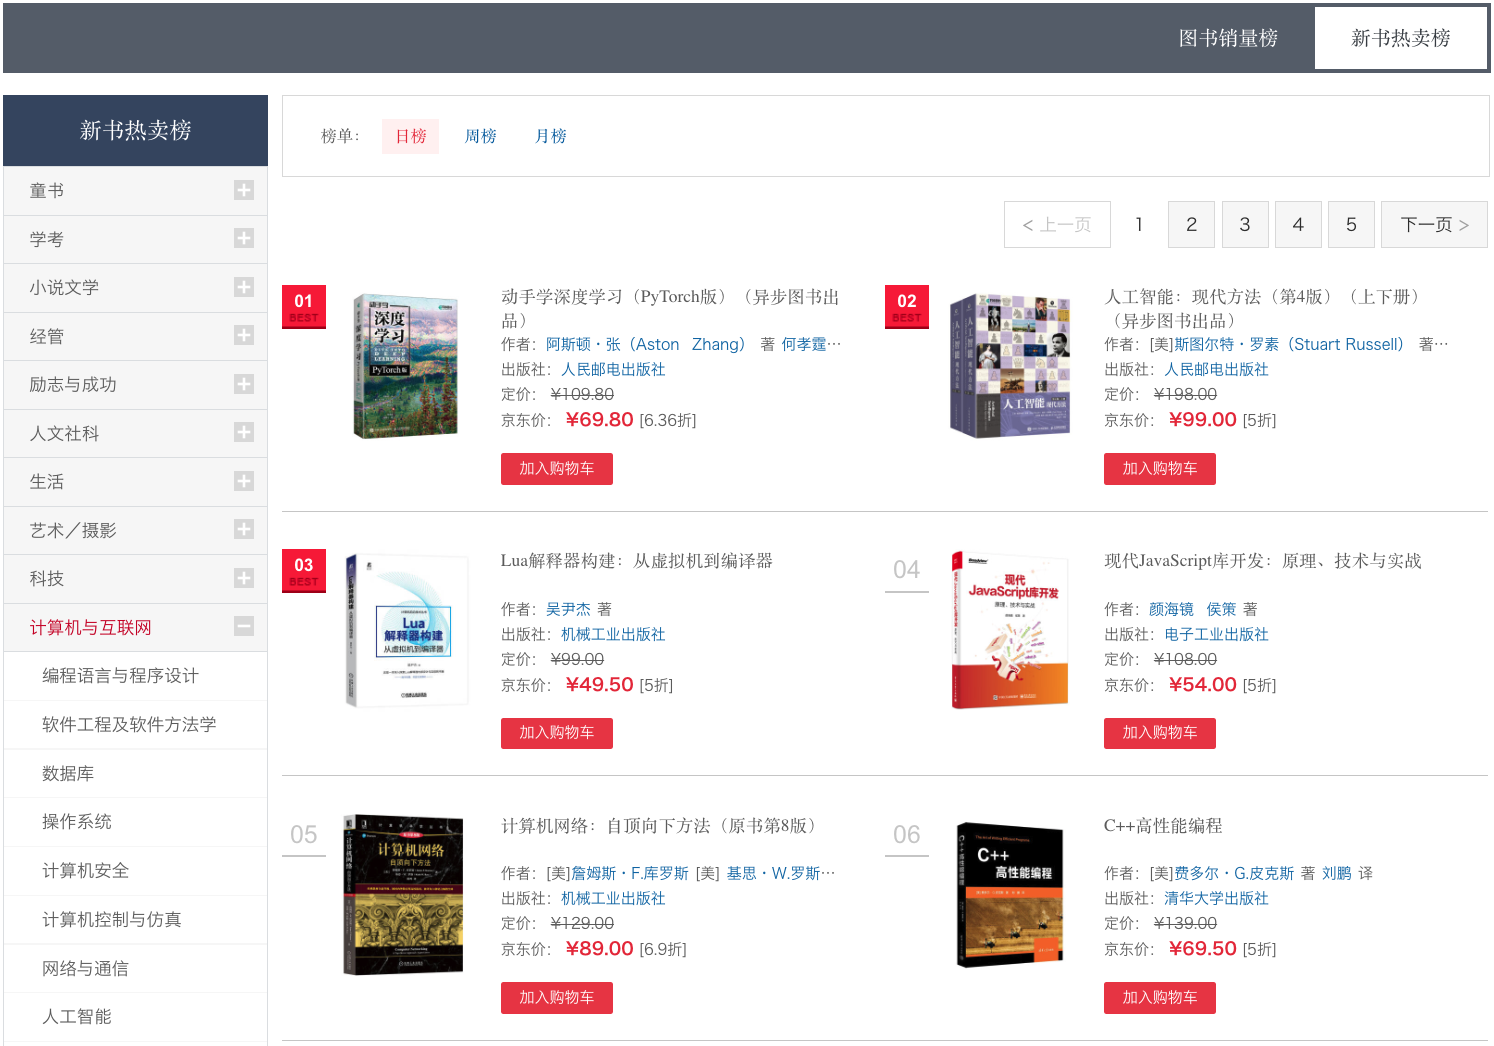 图书销量榜
新书热卖榜
新书热卖榜
童书
学考
小说文学
经管
励志与成功
人文社科
生活
艺术／摄影
科技
计算机与互联网
编程语言与程序设计
软件工程及软件方法学
数据库
操作系统
计算机安全
计算机控制与仿真
网络与通信
人工智能
榜单： 日榜 周榜 月榜
< 上一页 1 2 3 4 5 下一页 >
01
BEST
深度
学习
PyTorch版
动手学深度学习（PyTorch版）（异步图书出
品）
作者：阿斯顿·张（Aston Zhang） 著 何孝霆…
出版社：人民邮电出版社
定价： ¥109.80
京东价： ¥69.80 [6.36折]
加入购物车
02
BEST
人工智能 现代方法
人工智能：现代方法（第4版）（上下册）
（异步图书出品）
作者：[美]斯图尔特·罗素（Stuart Russell） 著…
出版社：人民邮电出版社
定价： ¥198.00
京东价： ¥99.00 [5折]
加入购物车
03
BEST
Lua解释器构建
Lua
解释器构建
从虚拟机到编译器
Lua解释器构建：从虚拟机到编译器
作者：吴尹杰 著
出版社：机械工业出版社
定价： ¥99.00
京东价： ¥49.50 [5折]
加入购物车
04
现代
JavaScript库开发
原理、技术与实战
现代JavaScript库开发：原理、技术与实战
作者：颜海镜 侯策 著
出版社：电子工业出版社
定价： ¥108.00
京东价： ¥54.00 [5折]
加入购物车
05
计算机网络
计算机网络
自顶向下方法
计算机网络：自顶向下方法（原书第8版）
作者：[美]詹姆斯·F.库罗斯 [美] 基思·W.罗斯…
出版社：机械工业出版社
定价： ¥129.00
京东价： ¥89.00 [6.9折]
加入购物车
06
C++高性能编程
C++
高性能编程
C++高性能编程
作者：[美]费多尔·G.皮克斯 著 刘鹏 译
出版社：清华大学出版社
定价： ¥139.00
京东价： ¥69.50 [5折]
加入购物车